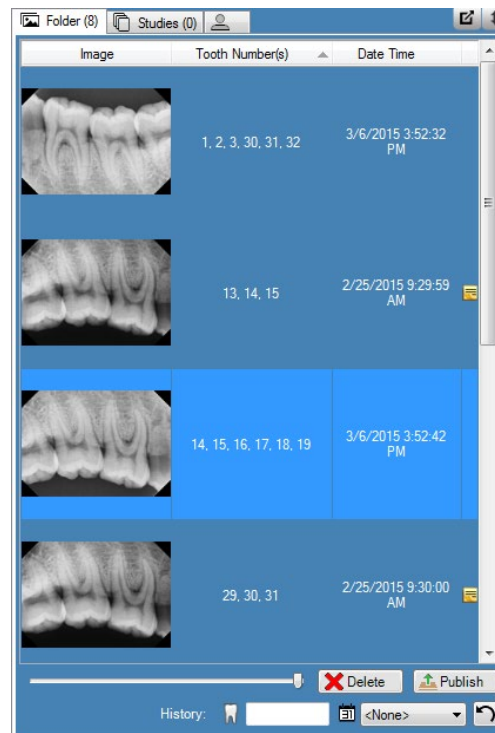 Folder (8) Studies (0)
Image Tooth Number(s) Date Time
1, 2, 3, 30, 31, 32 3/6/2015 3:52:32
PM
13, 14, 15 2/25/2015 9:29:59
AM
14, 15, 16, 17, 18, 19 3/6/2015 3:52:42
PM
29, 30, 31 2/25/2015 9:30:00
AM
Delete Publish
History: 31 <None>